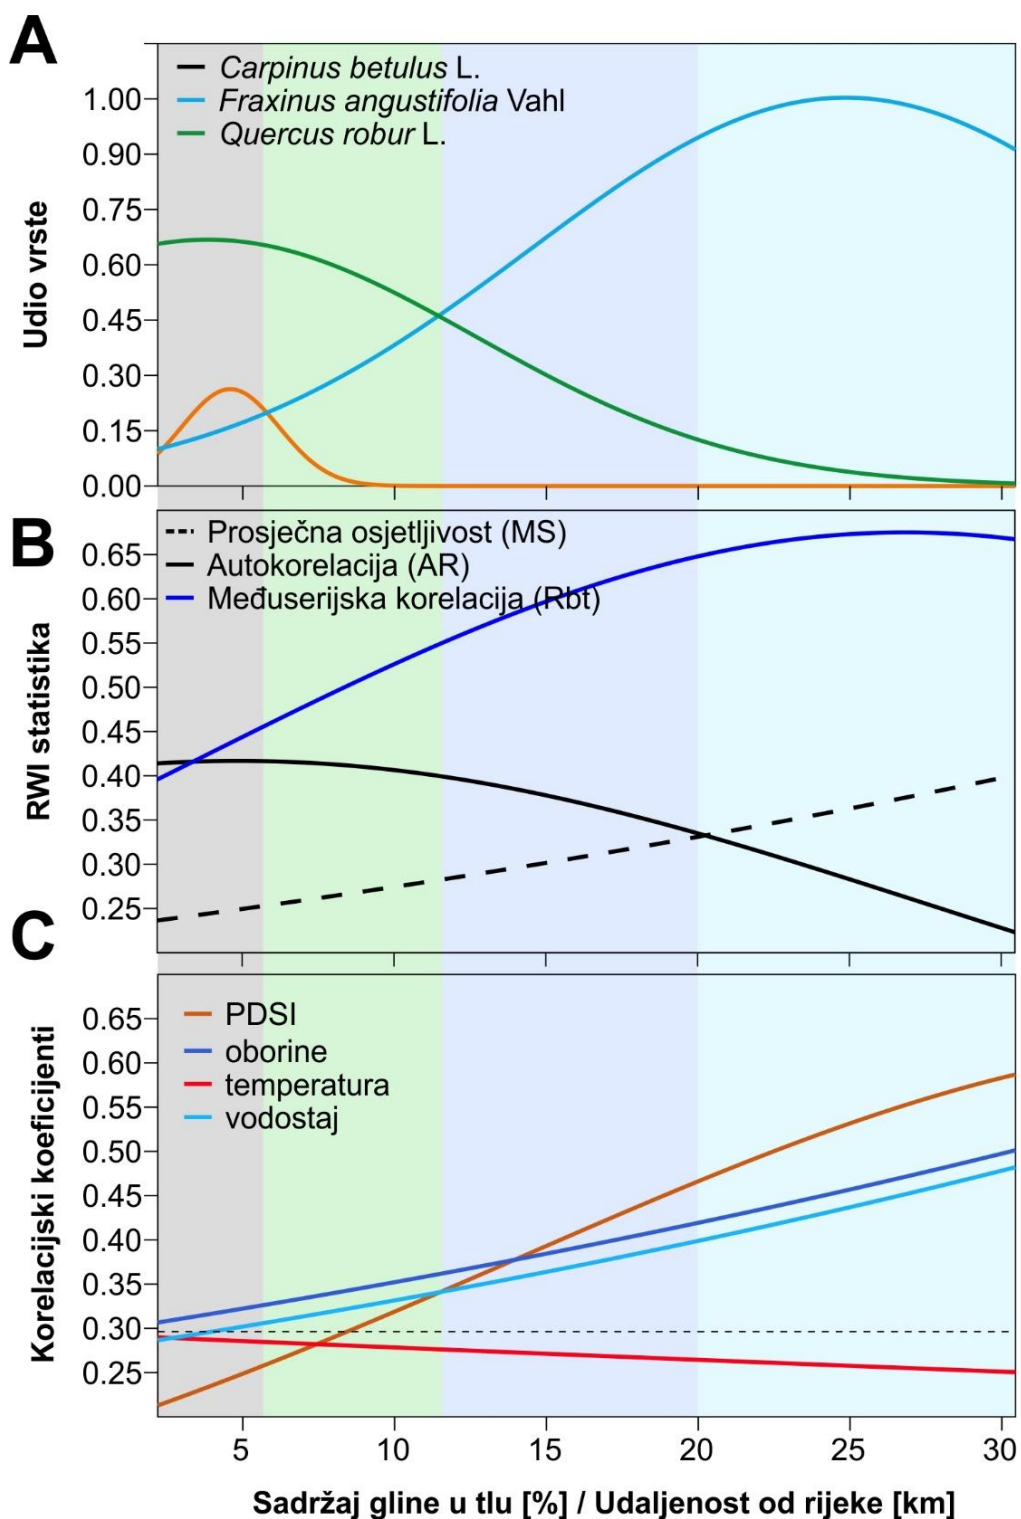 A
Carpinus betulus L.
Fraxinus angustifolia Vahl
Quercus robur L.
1.00
0.90
0.75
0.60
0.45
0.30
0.15
0.00
Udio vrste
B
Prosječna osjetljivost (MS)
Autokorelacija (AR)
Međuserijska korelacija (Rbt)
0.65
0.60
0.55
0.50
0.45
0.40
0.35
0.30
0.25
RWI statistika
C
PDSI
oborine
temperatura
vodostaj
0.65
0.60
0.55
0.50
0.45
0.40
0.35
0.30
0.25
Korelacijski koeficijenti
5 10 15 20 25 30
Sadržaj gline u tlu [%] / Udaljenost od rijeke [km]